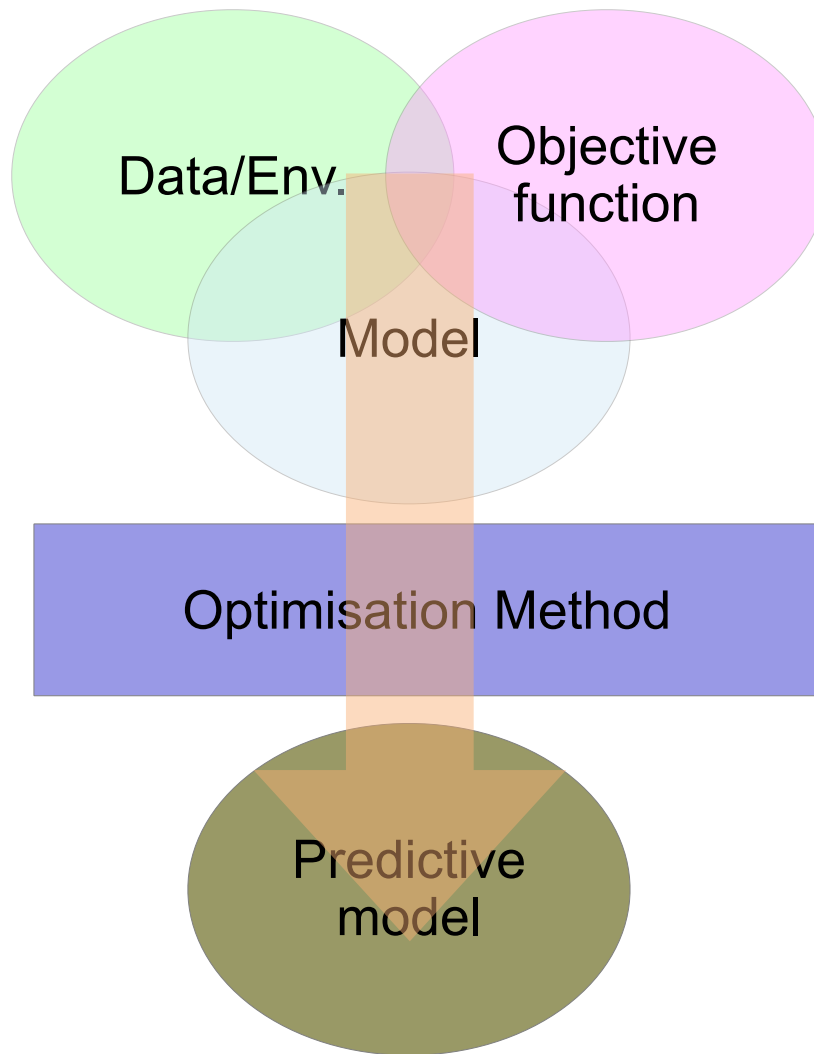 Data/Env.
Objective
function
Model
Optimisation Method
Predictive
model